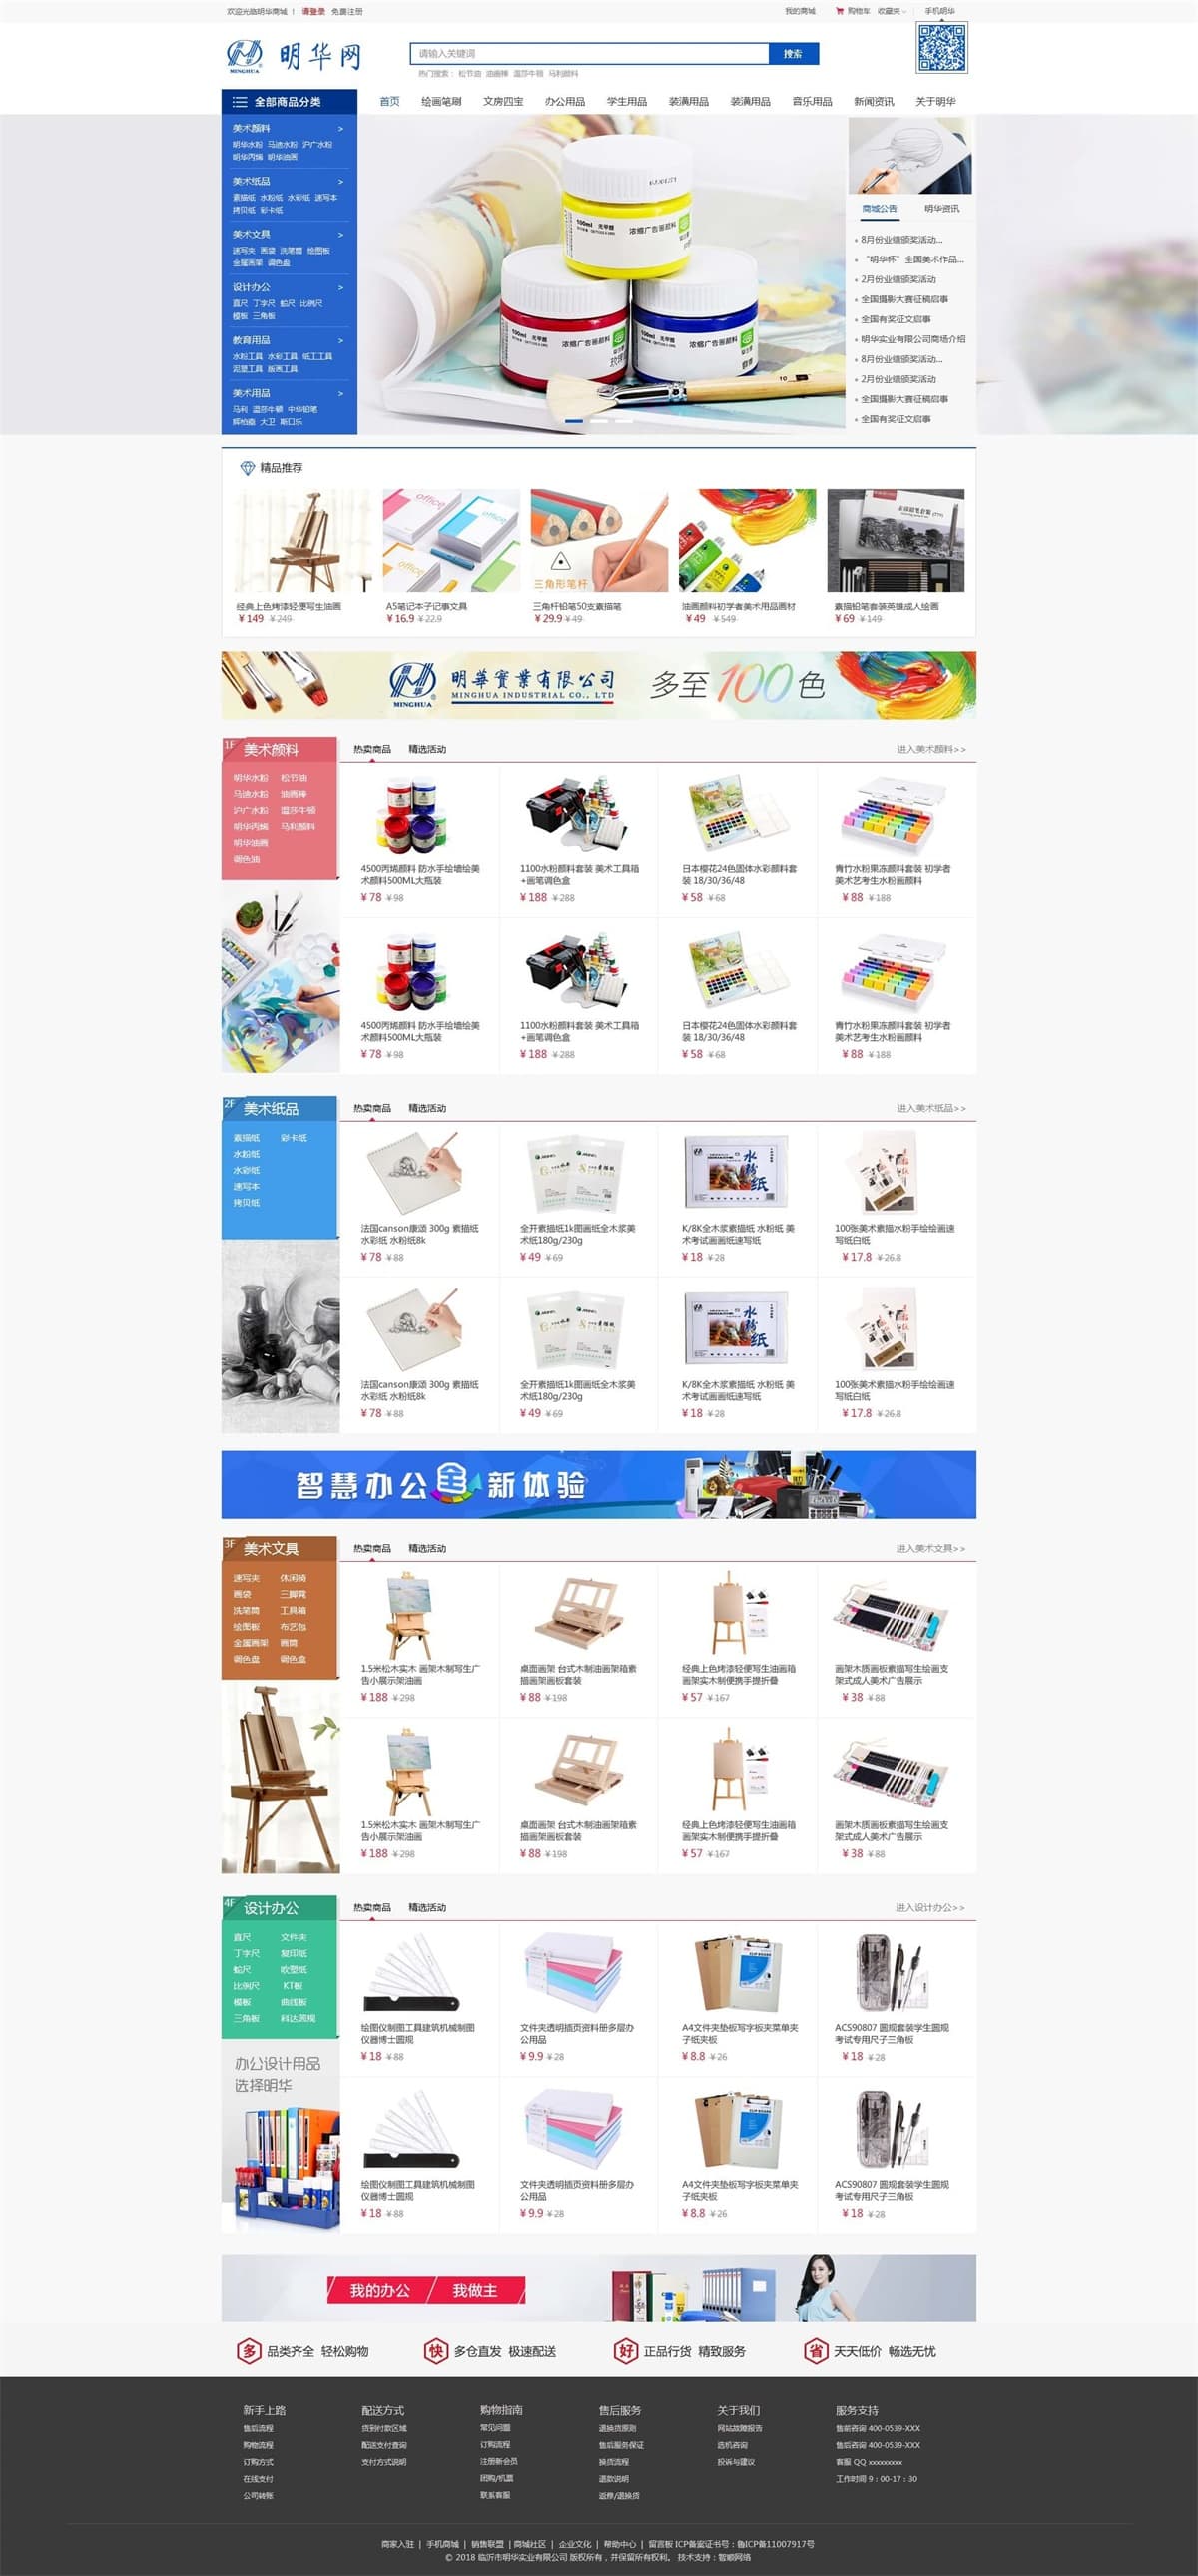 欢迎光临明华商城 ！ 请登录 免费注册
我的商城 购物车 收藏夹 手机明华
MINGHUA 明华网
请输入关键词 搜索
热门搜索： 松节油 油画棒 温莎牛顿 马利颜料
全部商品分类 首页 绘画笔刷 文房四宝 办公用品 学生用品 装潢用品 装潢用品 音乐用品 新闻资讯 关于明华
美术颜料 >
明华水粉 马迪水粉 沪广水粉
明华丙烯 明华油画
美术纸品 >
素描纸 水粉纸 水彩纸 速写本
拷贝纸 彩卡纸
美术文具 >
速写夹 画袋 洗笔筒 绘图板
金属画架 调色盘
设计办公 >
直尺 丁字尺 蛇尺 比例尺
模板 三角板
教育用品 >
水粉工具 水彩工具 纸工工具
泥塑工具 版画工具
美术用品 >
马利 温莎牛顿 中华铅笔
辉柏嘉 大卫 斯口乐
100ml 光甲醛
浓缩广告画颜料
100ml 光甲醛
浓缩广告画颜料
100ml 光甲醛
浓缩广告画颜料
10
商城公告 明华资讯
8月份业绩颁奖活动...
“明华杯”全国美术作品...
2月份业绩颁奖活动
全国摄影大赛征稿启事
全国有奖征文启事
明华实业有限公司商场介绍
8月份业绩颁奖活动...
2月份业绩颁奖活动
全国摄影大赛征稿启事
全国有奖征文启事
精品推荐
office
office
office
三角形笔杆
经典上色烤漆轻便写生油画
¥149 ¥249
A5笔记本子记事文具
¥16.9 ¥22.9
三角杆铅笔50支素描笔
¥29.9 ¥49
油画颜料初学者美术用品画材
¥49 ¥549
素描铅笔套装英雄成人绘画
¥69 ¥149
MINGHUA
明華實業有限公司
MINGHUA INDUSTRIAL CO., LTD
多至100色
1F 美术颜料 热卖商品 精选活动 进入美术颜料>>
明华水粉 松节油
马迪水粉 油画棒
沪广水粉 温莎牛顿
明华丙烯 马利颜料
明华油画
调色油
4500丙烯颜料 防水手绘墙绘美
术颜料500ML大瓶装
¥78 ¥98
1100水粉颜料套装 美术工具箱
+画笔调色盒
¥188 ¥288
日本樱花24色固体水彩颜料套
装 18/30/36/48
¥58 ¥68
青竹水粉果冻颜料套装 初学者
美术艺考生水粉画颜料
¥88 ¥188
4500丙烯颜料 防水手绘墙绘美
术颜料500ML大瓶装
¥78 ¥98
1100水粉颜料套装 美术工具箱
+画笔调色盒
¥188 ¥288
日本樱花24色固体水彩颜料套
装 18/30/36/48
¥58 ¥68
青竹水粉果冻颜料套装 初学者
美术艺考生水粉画颜料
¥88 ¥188
2F 美术纸品 热卖商品 精选活动 进入美术纸品>>
素描纸 彩卡纸
水粉纸
水彩纸
速写本
拷贝纸
水粉纸
法国canson康颂 300g 素描纸
水彩纸 水粉纸8k
¥78 ¥88
全开素描纸1k图画纸全木浆美
术纸180g/230g
¥49 ¥69
K/8K全木浆素描纸 水粉纸 美
术考试画画纸速写纸
¥18 ¥28
100张美术素描水粉手绘绘画速
写纸白纸
¥17.8 ¥26.8
水粉纸
法国canson康颂 300g 素描纸
水彩纸 水粉纸8k
¥78 ¥88
全开素描纸1k图画纸全木浆美
术纸180g/230g
¥49 ¥69
K/8K全木浆素描纸 水粉纸 美
术考试画画纸速写纸
¥18 ¥28
100张美术素描水粉手绘绘画速
写纸白纸
¥17.8 ¥26.8
智慧办公 全新体验
3F 美术文具 热卖商品 精选活动 进入美术文具>>
速写夹 休闲椅
画袋 三脚凳
洗笔筒 工具箱
绘图板 布艺包
金属画架 画筒
调色盘 调色盒
1.5米松木实木 画架木制写生广
告小展示架油画
¥188 ¥298
桌面画架 台式木制油画架箱素
描画架画板套装
¥88 ¥198
经典上色烤漆轻便写生油画箱
画架实木制便携手提折叠
¥57 ¥167
画架木质画板素描写生绘画支
架式成人美术广告展示
¥38 ¥88
1.5米松木实木 画架木制写生广
告小展示架油画
¥188 ¥298
桌面画架 台式木制油画架箱素
描画架画板套装
¥88 ¥198
经典上色烤漆轻便写生油画箱
画架实木制便携手提折叠
¥57 ¥167
画架木质画板素描写生绘画支
架式成人美术广告展示
¥38 ¥88
4F 设计办公 热卖商品 精选活动 进入设计办公>>
直尺 文件夹
丁字尺 复印纸
蛇尺 吹塑纸
比例尺 KT板
模板 曲线板
三角板 科达圆规
办公设计用品
选择明华
绘图仪制图工具建筑机械制图
仪器博士圆规
¥18 ¥88
文件夹透明插页资料册多层办
公用品
¥9.9 ¥28
A4文件夹垫板写字板夹菜单夹
子纸夹板
¥8.8 ¥26
ACS90807 圆规套装学生圆规
考试专用尺子三角板
¥18 ¥28
绘图仪制图工具建筑机械制图
仪器博士圆规
¥18 ¥88
文件夹透明插页资料册多层办
公用品
¥9.9 ¥28
A4文件夹垫板写字板夹菜单夹
子纸夹板
¥8.8 ¥26
ACS90807 圆规套装学生圆规
考试专用尺子三角板
¥18 ¥28
我的办公 我做主
多 品类齐全 轻松购物
快 多仓直发 极速配送
好 正品行货 精致服务
省 天天低价 畅选无忧
新手上路
售后流程
购物流程
订购方式
在线支付
公司转账
配送方式
货到付款区域
配送支付查询
支付方式说明
购物指南
常见问题
订购流程
注册新会员
团购/机票
联系客服
售后服务
退换货原则
售后服务保证
换货流程
退款说明
返修/退换货
关于我们
网站故障报告
选机咨询
投诉与建议
服务支持
售前咨询 400-0539-XXX
售后咨询 400-0539-XXX
客服 QQ xxxxxxxxx
工作时间 9：00-17：30
商家入驻 | 手机商城 | 销售联盟 | 商城社区 | 企业文化 | 帮助中心 | 留言板 ICP备案证书号：鲁ICP备11007917号
© 2018 临沂市明华实业有限公司 版权所有，并保留所有权利。 技术支持：智顺网络